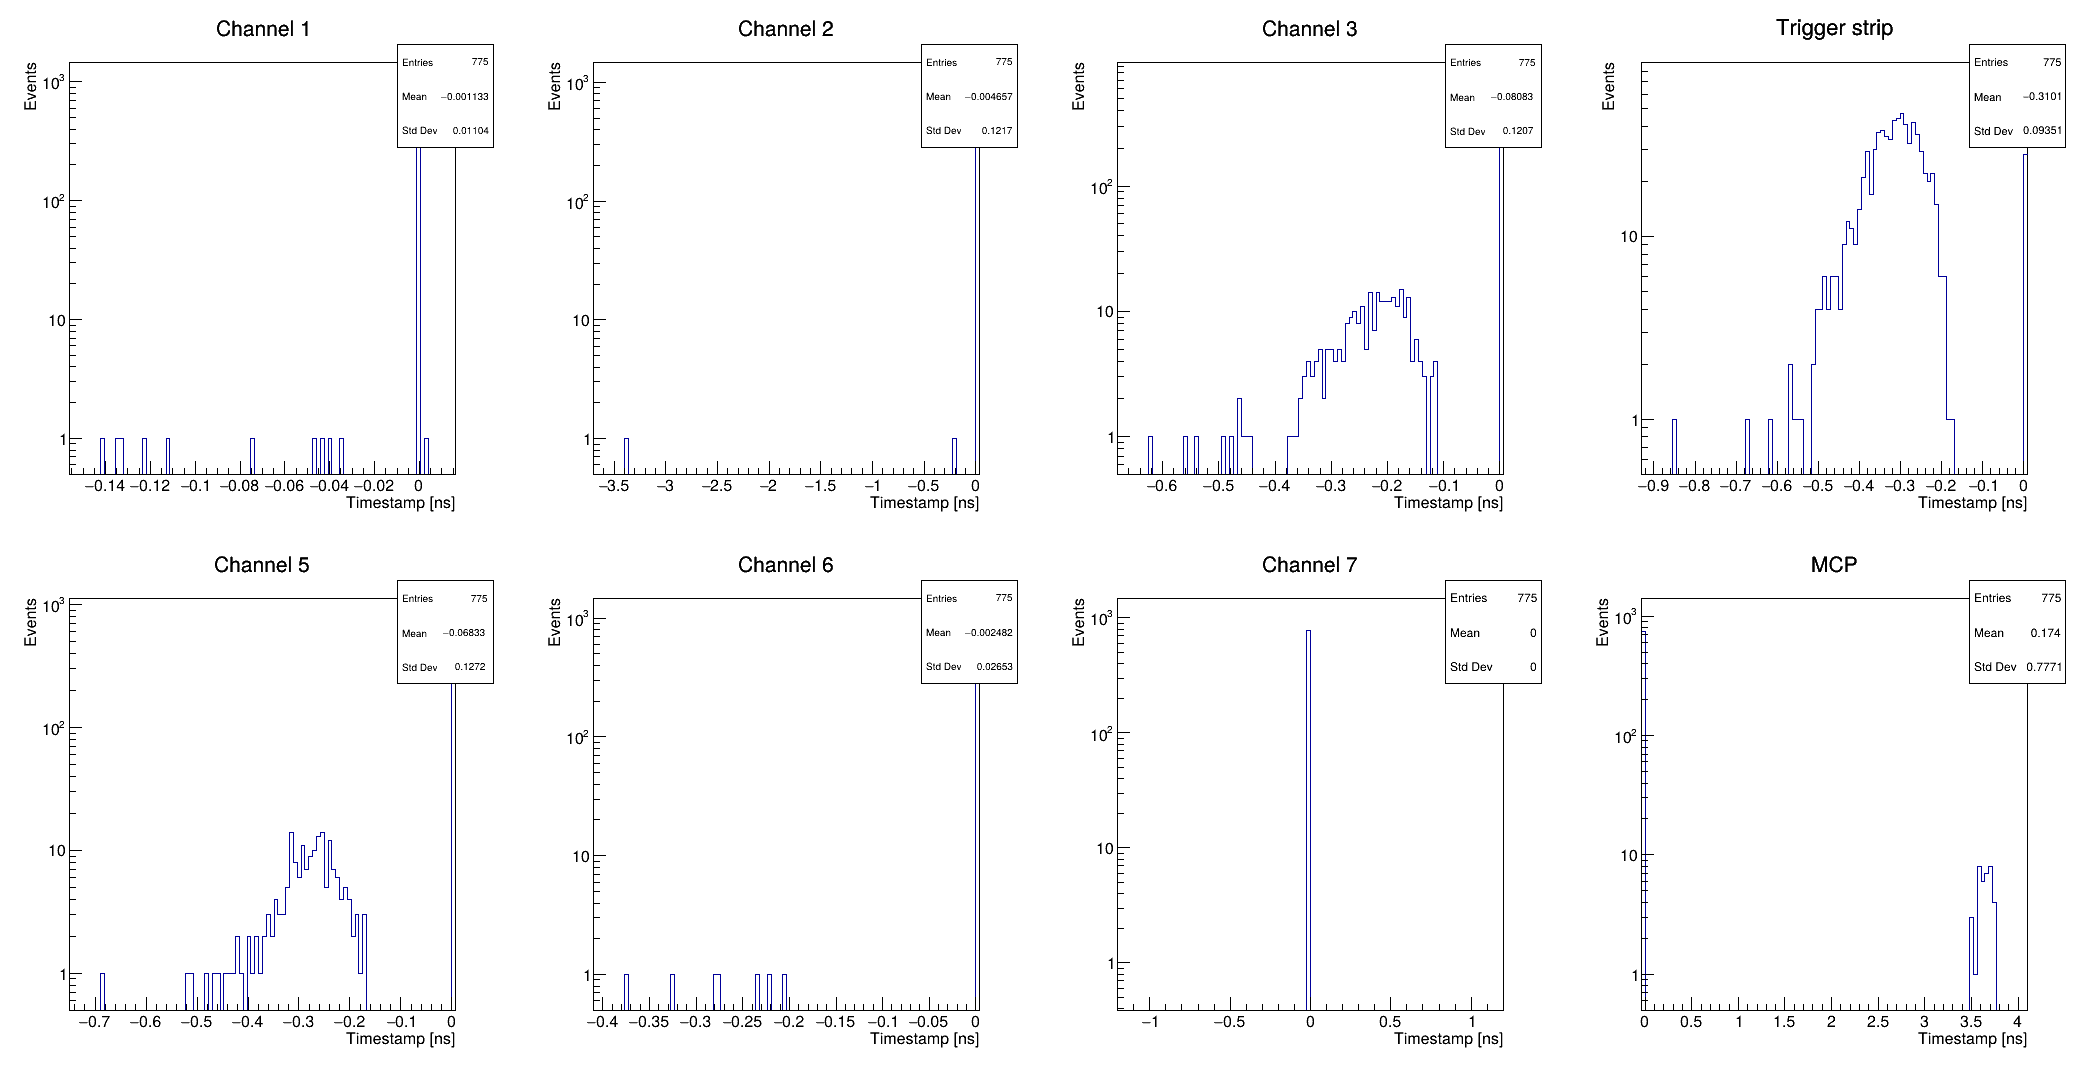 Channel 1
Events
Entries 775
Mean −0.001133
Std Dev 0.01104
10³
10²
10
1
−0.14 −0.12 −0.1 −0.08 −0.06 −0.04 −0.02 0
Timestamp [ns]
Channel 2
Events
Entries 775
Mean −0.004657
Std Dev 0.1217
10³
10²
10
1
−3.5 −3 −2.5 −2 −1.5 −1 −0.5 0
Timestamp [ns]
Channel 3
Events
Entries 775
Mean −0.08083
Std Dev 0.1207
10²
10
1
−0.6 −0.5 −0.4 −0.3 −0.2 −0.1 0
Timestamp [ns]
Trigger strip
Events
Entries 775
Mean −0.3101
Std Dev 0.09351
10
1
−0.9 −0.8 −0.7 −0.6 −0.5 −0.4 −0.3 −0.2 −0.1 0
Timestamp [ns]
Channel 5
Events
Entries 775
Mean −0.06833
Std Dev 0.1272
10³
10²
10
1
−0.7 −0.6 −0.5 −0.4 −0.3 −0.2 −0.1 0
Timestamp [ns]
Channel 6
Events
Entries 775
Mean −0.002482
Std Dev 0.02653
10³
10²
10
1
−0.4 −0.35 −0.3 −0.25 −0.2 −0.15 −0.1 −0.05 0
Timestamp [ns]
Channel 7
Events
Entries 775
Mean 0
Std Dev 0
10³
10²
10
1
−1 −0.5 0 0.5 1
Timestamp [ns]
MCP
Events
Entries 775
Mean 0.174
Std Dev 0.7771
10³
10²
10
1
0 0.5 1 1.5 2 2.5 3 3.5 4
Timestamp [ns]